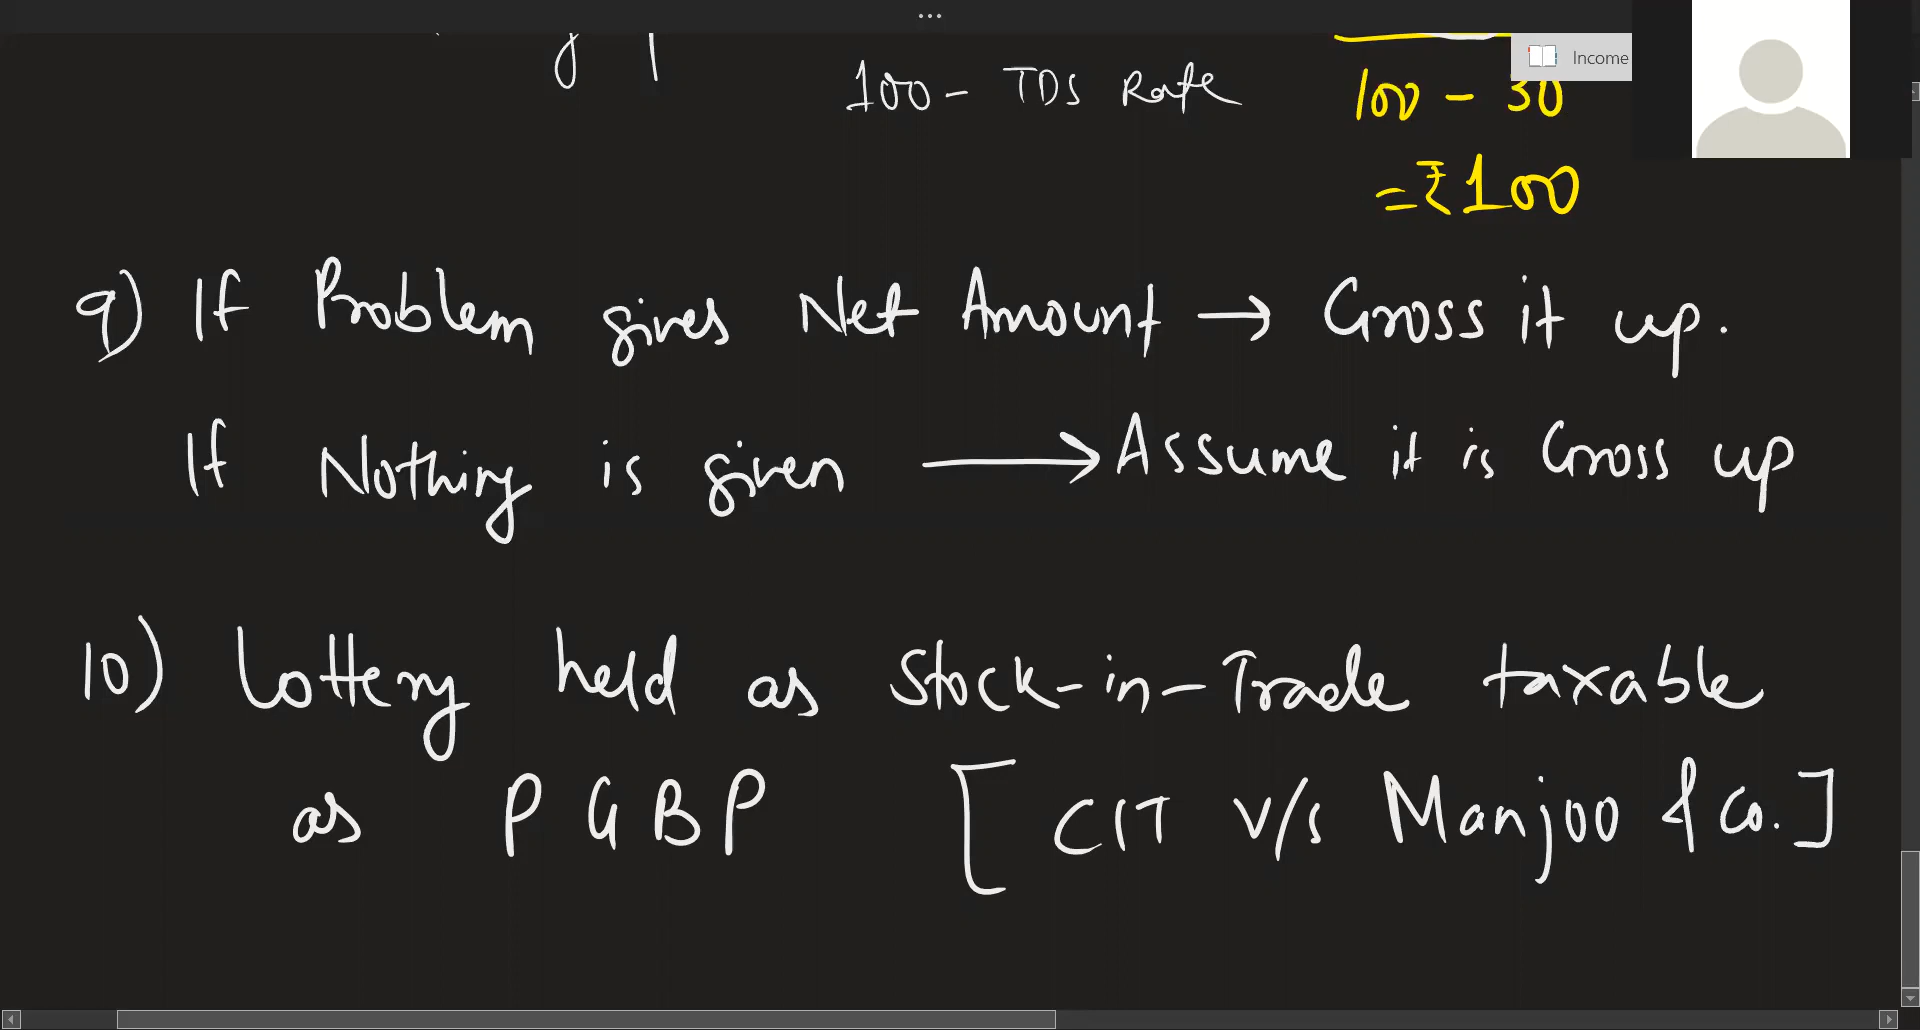 ...
Income
100 - TDS Rate
100 - 30
= ₹100
9) If Problem gives Net Amount → Gross it up.
If Nothing is given → Assume it is Gross up
10) Lottery held as Stock-in-Trade taxable
as PGBP [CIT v/s Manjoo & Co.]